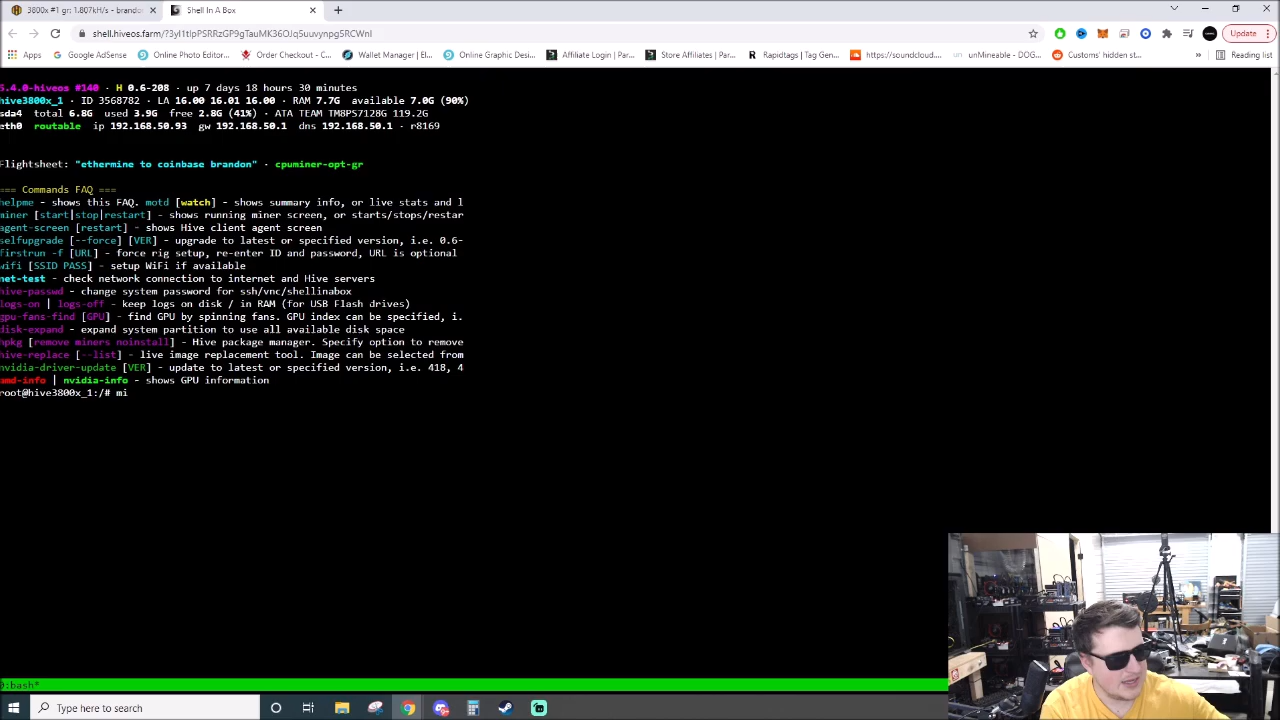 3800x #1 gr: 1.807kH/s - browser
Shell In A Box
shell.hiveos.farm/?3yI1tIpPSRRzGP9gTauMK36OJq5uuvynpg5RCWnI
Update
Apps Google AdSense Online Photo Editor... Order Checkout - C... Wallet Manager | El... Online Graphic Desi... Affiliate Login | Par... Store Affiliates | Par... Rapidtags | Tag Gen... https://soundcloud.... unMineable - DOG... Customs' hidden st... » Reading list
5.4.0-hiveos #140 · H 0.6-208 · up 7 days 18 hours 30 minutes
hive3800x_1 · ID 3568782 · LA 16.00 16.01 16.00 · RAM 7.7G available 7.0G (90%)
sda4 total 6.8G used 3.9G free 2.8G (41%) · ATA TEAM TM8PS7128G 119.2G
eth0 routable ip 192.168.50.93 gw 192.168.50.1 dns 192.168.50.1 · r8169
Flightsheet: "ethermine to coinbase brandon" · cpuminer-opt-gr
=== Commands FAQ ===
helpme - shows this FAQ. motd [watch] - shows summary info, or live stats and l
miner [start|stop|restart] - shows running miner screen, or starts/stops/restar
agent-screen [restart] - shows Hive client agent screen
selfupgrade [--force] [VER] - upgrade to latest or specified version, i.e. 0.6-
firstrun -f [URL] - force rig setup, re-enter ID and password, URL is optional
wifi [SSID PASS] - setup WiFi if available
net-test - check network connection to internet and Hive servers
hive-passwd - change system password for ssh/vnc/shellinabox
logs-on | logs-off - keep logs on disk / in RAM (for USB Flash drives)
gpu-fans-find [GPU] - find GPU by spinning fans. GPU index can be specified, i.
disk-expand - expand system partition to use all available disk space
hpkg [remove miners noinstall] - Hive package manager. Specify option to remove
hive-replace [--list] - live image replacement tool. Image can be selected from
nvidia-driver-update [VER] - update to latest or specified version, i.e. 418, 4
amd-info | nvidia-info - shows GPU information
root@hive3800x_1:/# mi
0:bash*
Type here to search